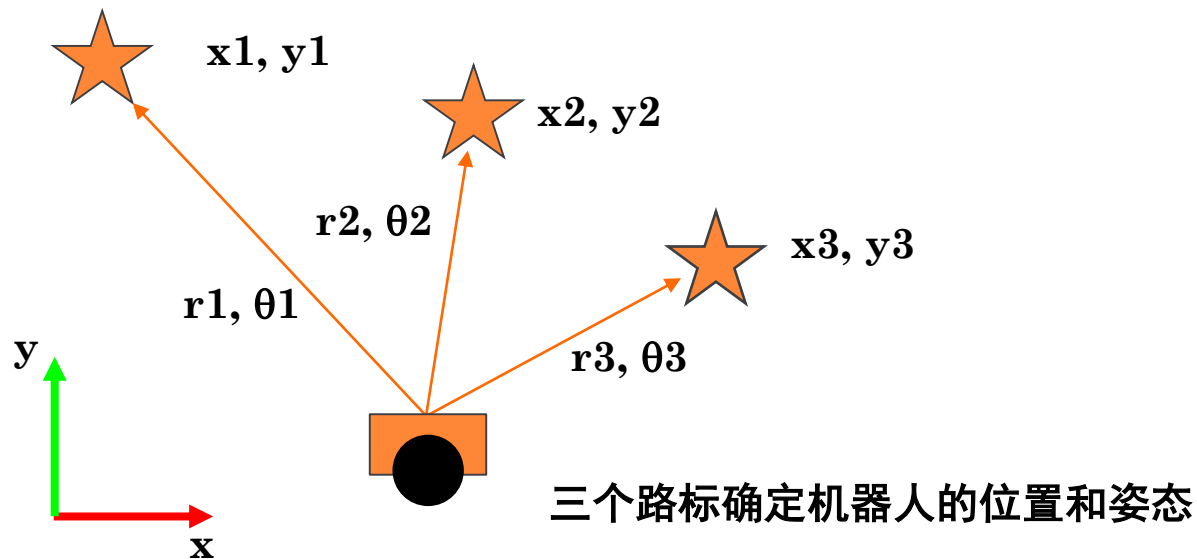 x1, y1
x2, y2
r2, θ2
x3, y3
r1, θ1
y
r3, θ3
三个路标确定机器人的位置和姿态
x